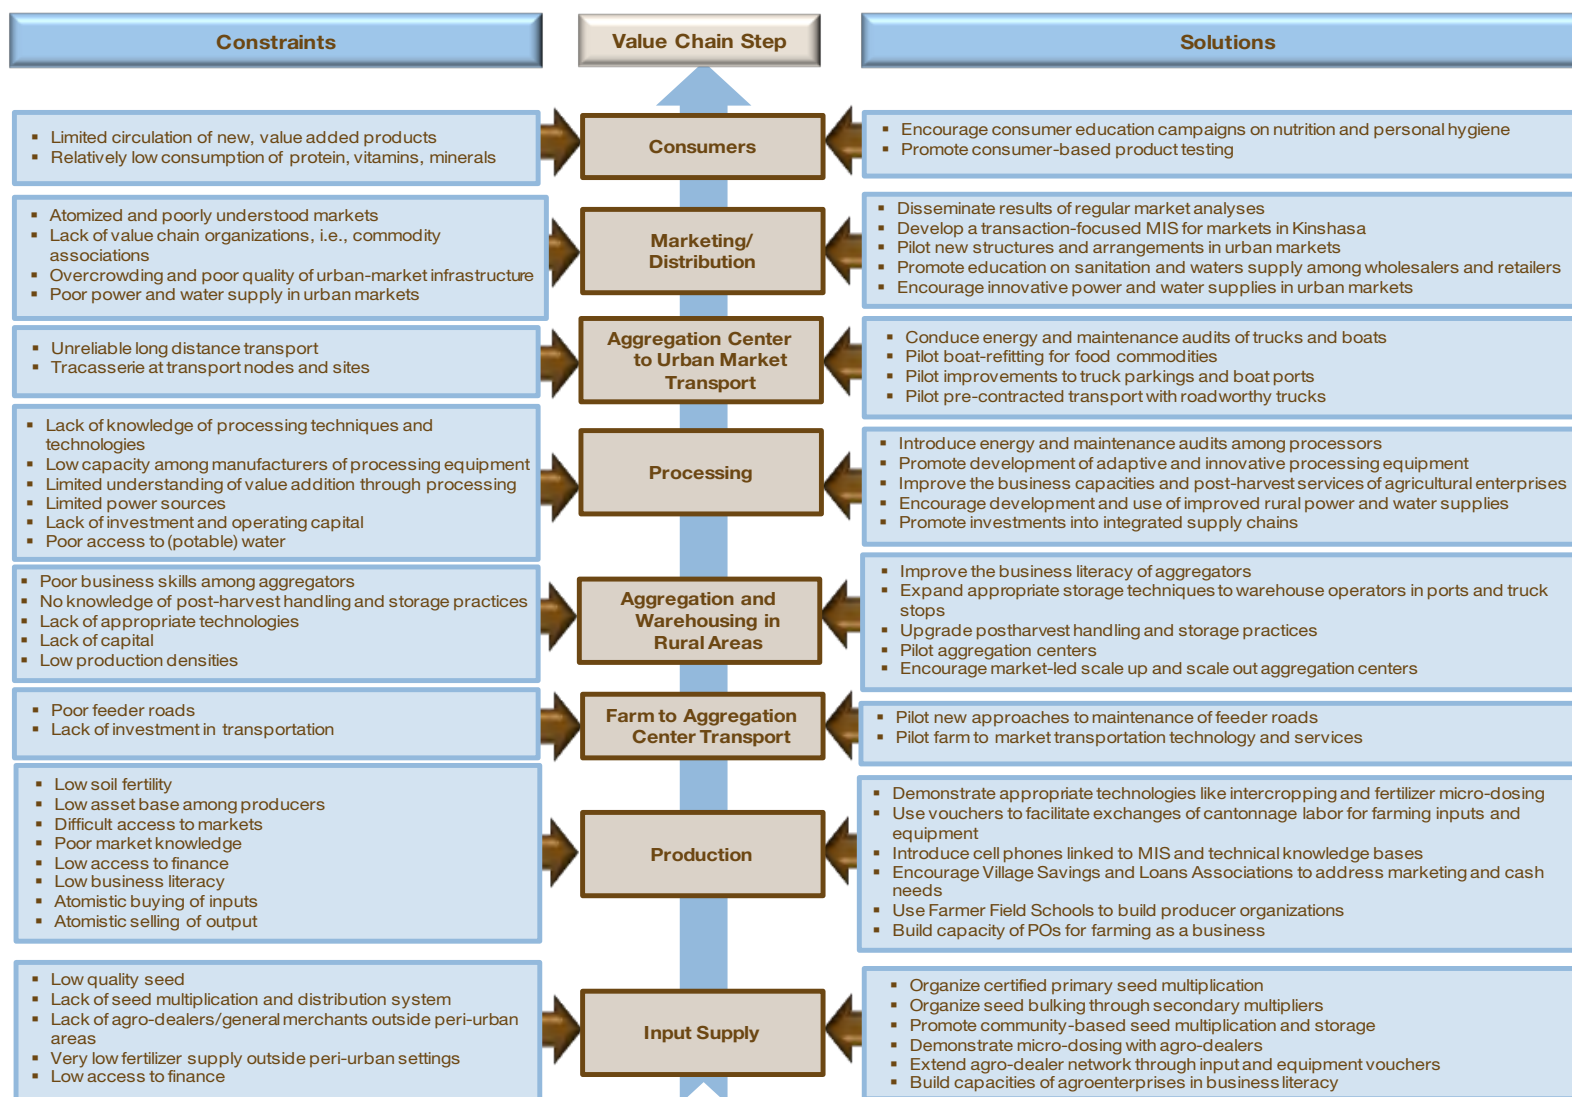 Constraints
Value Chain Step
Solutions
▪ Limited circulation of new, value added products
▪ Relatively low consumption of protein, vitamins, minerals
Consumers
▪ Encourage consumer education campaigns on nutrition and personal hygiene
▪ Promote consumer-based product testing
▪ Atomized and poorly understood markets
▪ Lack of value chain organizations, i.e., commodity
associations
▪ Overcrowding and poor quality of urban-market infrastructure
▪ Poor power and water supply in urban markets
Marketing/
Distribution
▪ Disseminate results of regular market analyses
▪ Develop a transaction-focused MIS for markets in Kinshasa
▪ Pilot new structures and arrangements in urban markets
▪ Promote education on sanitation and waters supply among wholesalers and retailers
▪ Encourage innovative power and water supplies in urban markets
▪ Unreliable long distance transport
▪ Tracasserie at transport nodes and sites
Aggregation Center
to Urban Market
Transport
▪ Conduce energy and maintenance audits of trucks and boats
▪ Pilot boat-refitting for food commodities
▪ Pilot improvements to truck parkings and boat ports
▪ Pilot pre-contracted transport with roadworthy trucks
▪ Lack of knowledge of processing techniques and
technologies
▪ Low capacity among manufacturers of processing equipment
▪ Limited understanding of value addition through processing
▪ Limited power sources
▪ Lack of investment and operating capital
▪ Poor access to (potable) water
Processing
▪ Introduce energy and maintenance audits among processors
▪ Promote development of adaptive and innovative processing equipment
▪ Improve the business capacities and post-harvest services of agricultural enterprises
▪ Encourage development and use of improved rural power and water supplies
▪ Promote investments into integrated supply chains
▪ Poor business skills among aggregators
▪ No knowledge of post-harvest handling and storage practices
▪ Lack of appropriate technologies
▪ Lack of capital
▪ Low production densities
Aggregation and
Warehousing in
Rural Areas
▪ Improve the business literacy of aggregators
▪ Expand appropriate storage techniques to warehouse operators in ports and truck
stops
▪ Upgrade postharvest handling and storage practices
▪ Pilot aggregation centers
▪ Encourage market-led scale up and scale out aggregation centers
▪ Poor feeder roads
▪ Lack of investment in transportation
Farm to Aggregation
Center Transport
▪ Pilot new approaches to maintenance of feeder roads
▪ Pilot farm to market transportation technology and services
▪ Low soil fertility
▪ Low asset base among producers
▪ Difficult access to markets
▪ Poor market knowledge
▪ Low access to finance
▪ Low business literacy
▪ Atomistic buying of inputs
▪ Atomistic selling of output
Production
▪ Demonstrate appropriate technologies like intercropping and fertilizer micro-dosing
▪ Use vouchers to facilitate exchanges of cantonnage labor for farming inputs and
equipment
▪ Introduce cell phones linked to MIS and technical knowledge bases
▪ Encourage Village Savings and Loans Associations to address marketing and cash
needs
▪ Use Farmer Field Schools to build producer organizations
▪ Build capacity of POs for farming as a business
▪ Low quality seed
▪ Lack of seed multiplication and distribution system
▪ Lack of agro-dealers/general merchants outside peri-urban
areas
▪ Very low fertilizer supply outside peri-urban settings
▪ Low access to finance
Input Supply
▪ Organize certified primary seed multiplication
▪ Organize seed bulking through secondary multipliers
▪ Promote community-based seed multiplication and storage
▪ Demonstrate micro-dosing with agro-dealers
▪ Extend agro-dealer network through input and equipment vouchers
▪ Build capacities of agroenterprises in business literacy